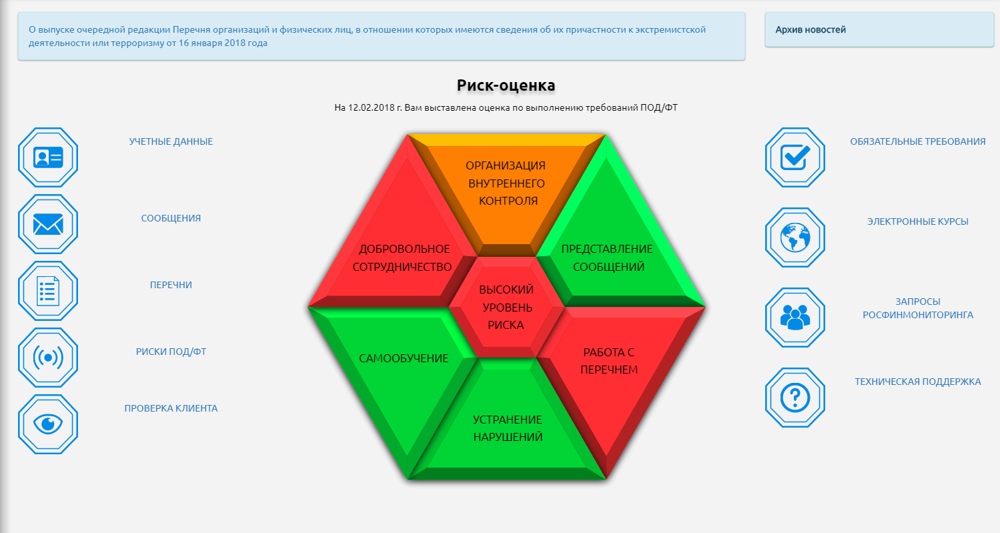 О выпуске очередной редакции Перечня организаций и физических лиц, в отношении которых имеются сведения об их причастности к экстремистской
деятельности или терроризму от 16 января 2018 года
Архив новостей
Риск-оценка
На 12.02.2018 г. Вам выставлена оценка по выполнению требований ПОД/ФТ
УЧЕТНЫЕ ДАННЫЕ
СООБЩЕНИЯ
ПЕРЕЧНИ
РИСКИ ПОД/ФТ
ПРОВЕРКА КЛИЕНТА
ОРГАНИЗАЦИЯ
ВНУТРЕННЕГО
КОНТРОЛЯ
ДОБРОВОЛЬНОЕ
СОТРУДНИЧЕСТВО
ПРЕДСТАВЛЕНИЕ
СООБЩЕНИЙ
ВЫСОКИЙ
УРОВЕНЬ
РИСКА
САМООБУЧЕНИЕ
РАБОТА С
ПЕРЕЧНЕМ
УСТРАНЕНИЕ
НАРУШЕНИЙ
ОБЯЗАТЕЛЬНЫЕ ТРЕБОВАНИЯ
ЭЛЕКТРОННЫЕ КУРСЫ
ЗАПРОСЫ
РОСФИНМОНИТОРИНГА
ТЕХНИЧЕСКАЯ ПОДДЕРЖКА